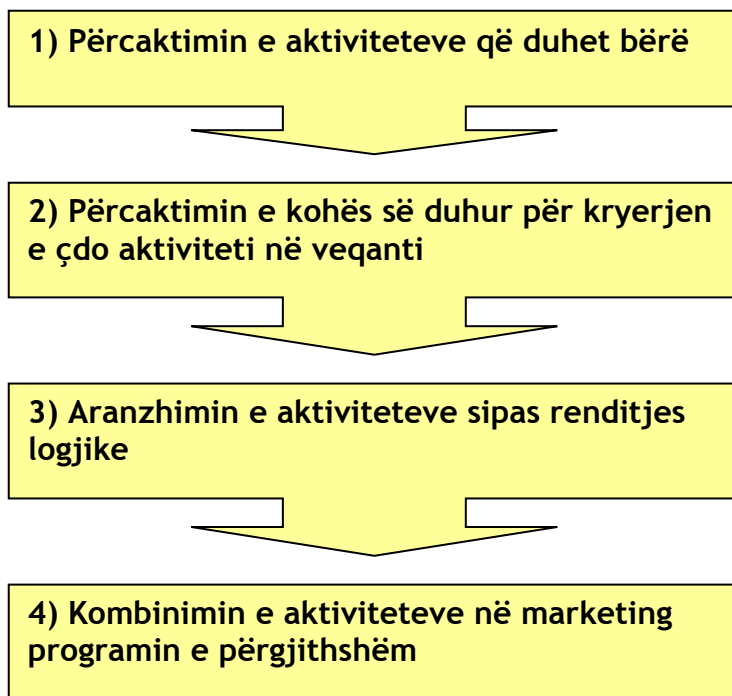 1) Përcaktimin e aktiviteteve që duhet bërë
2) Përcaktimin e kohës së duhur për kryerjen
e çdo aktiviteti në veqanti
3) Aranzhimin e aktiviteteve sipas renditjes
logjike
4) Kombinimin e aktiviteteve në marketing
programin e përgjithshëm